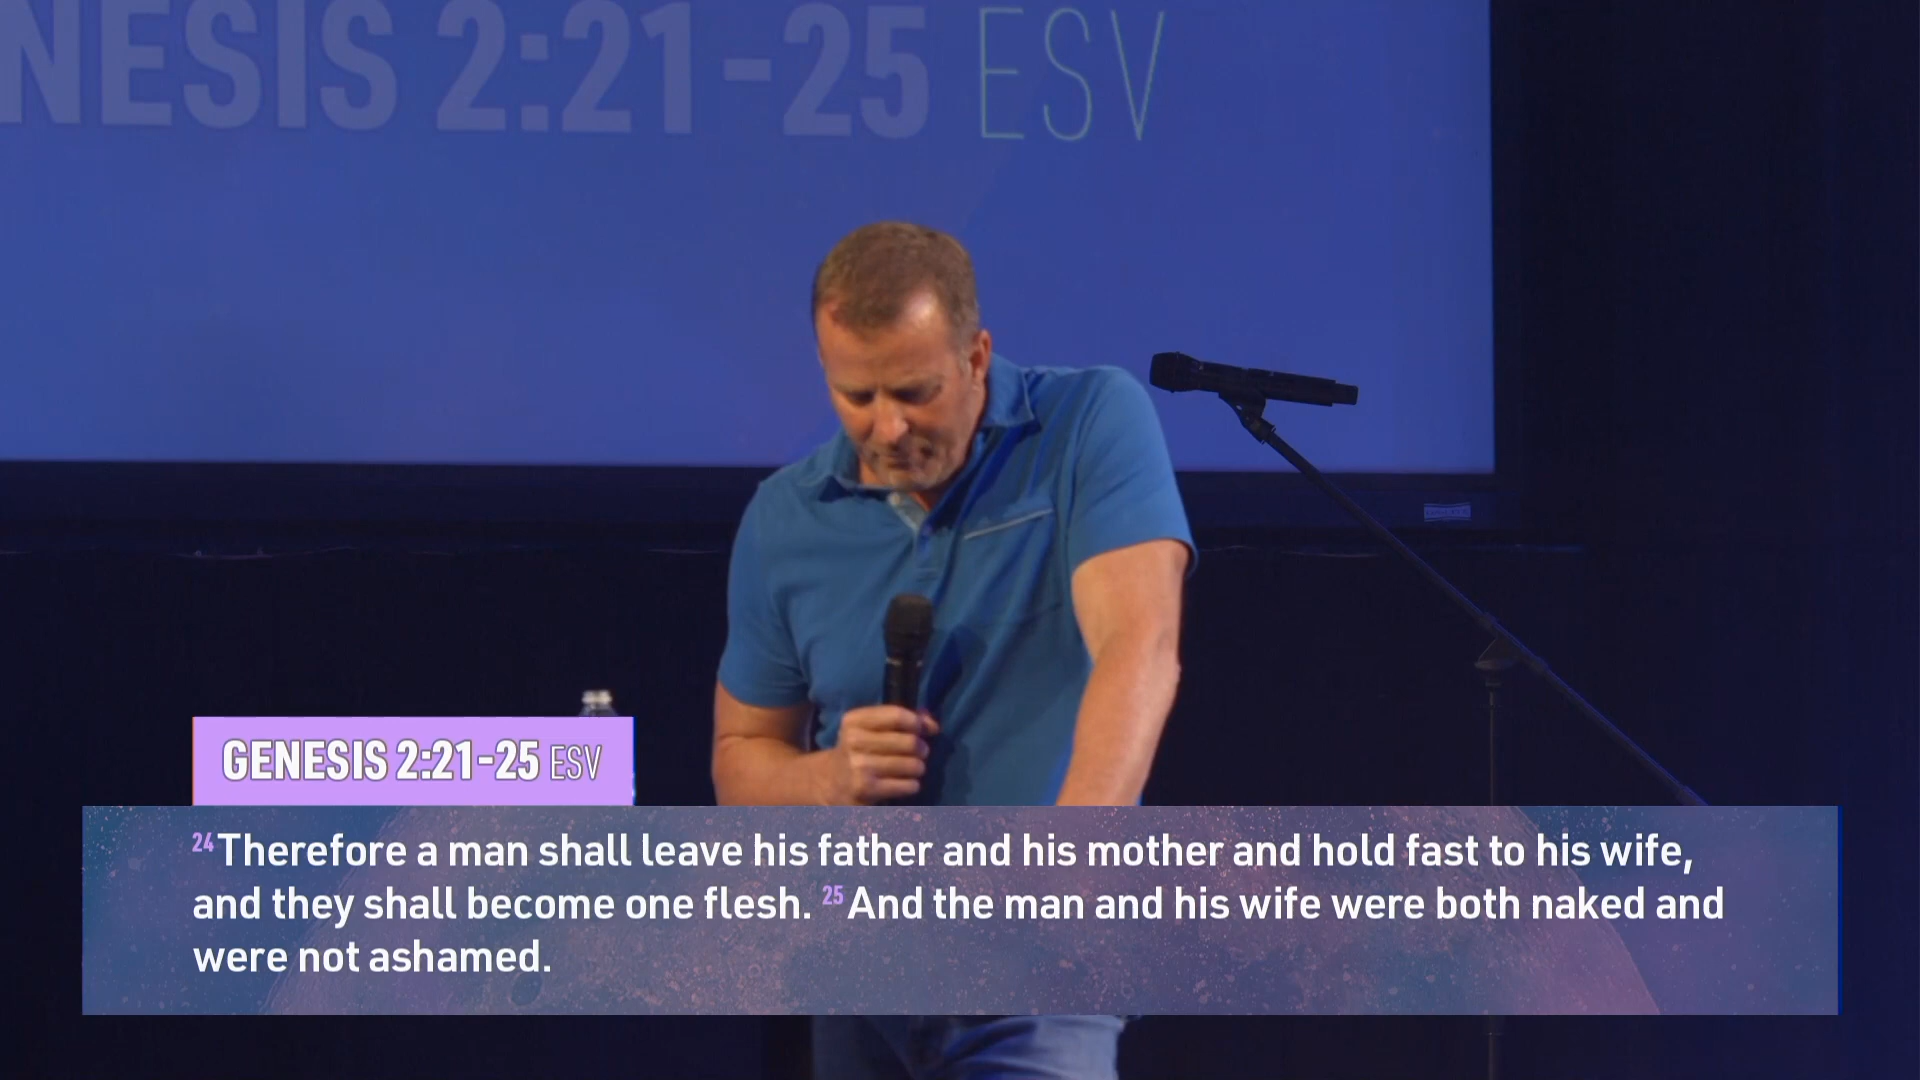 NESIS 2:21-25 ESV
GENESIS 2:21-25 ESV
24Therefore a man shall leave his father and his mother and hold fast to his wife,
and they shall become one flesh. 25And the man and his wife were both naked and
were not ashamed.